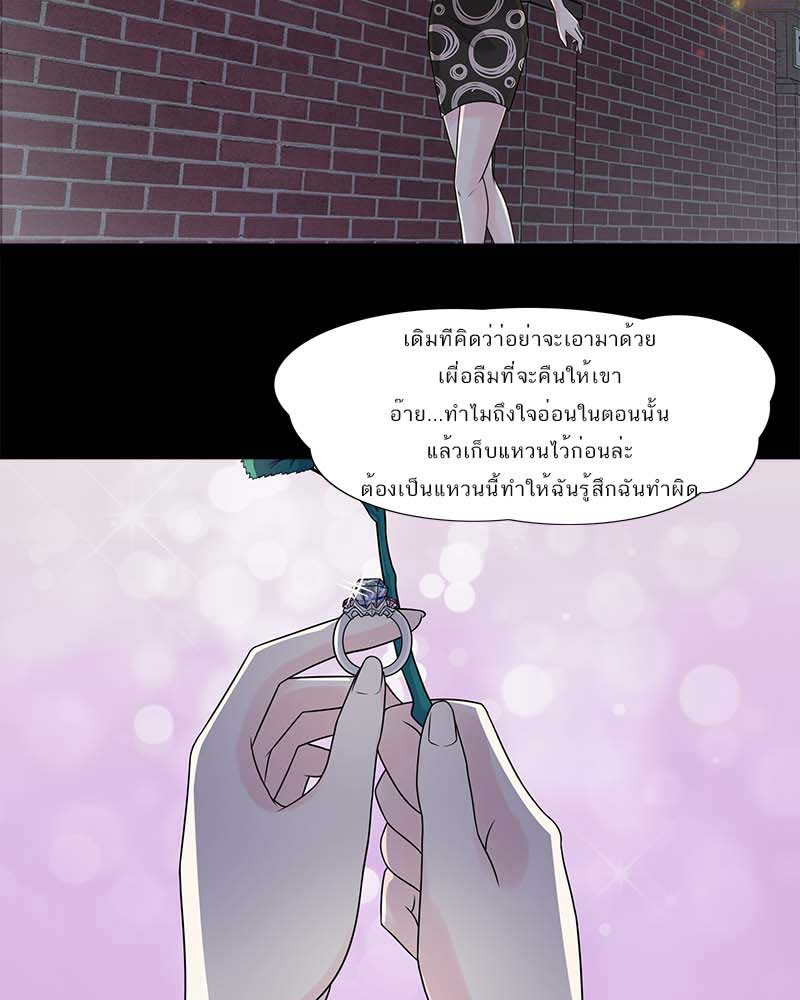 เดิมทีคิดว่าอย่าจะเอามาด้วย
เผื่อลืมที่จะคืนให้เขา
อ๊าย...ทำไมถึงใจอ่อนในตอนนั้น
แล้วเก็บแหวนไว้ก่อนล่ะ
ต้องเป็นแหวนนี้ทำให้ฉันรู้สึกฉันทำผิด